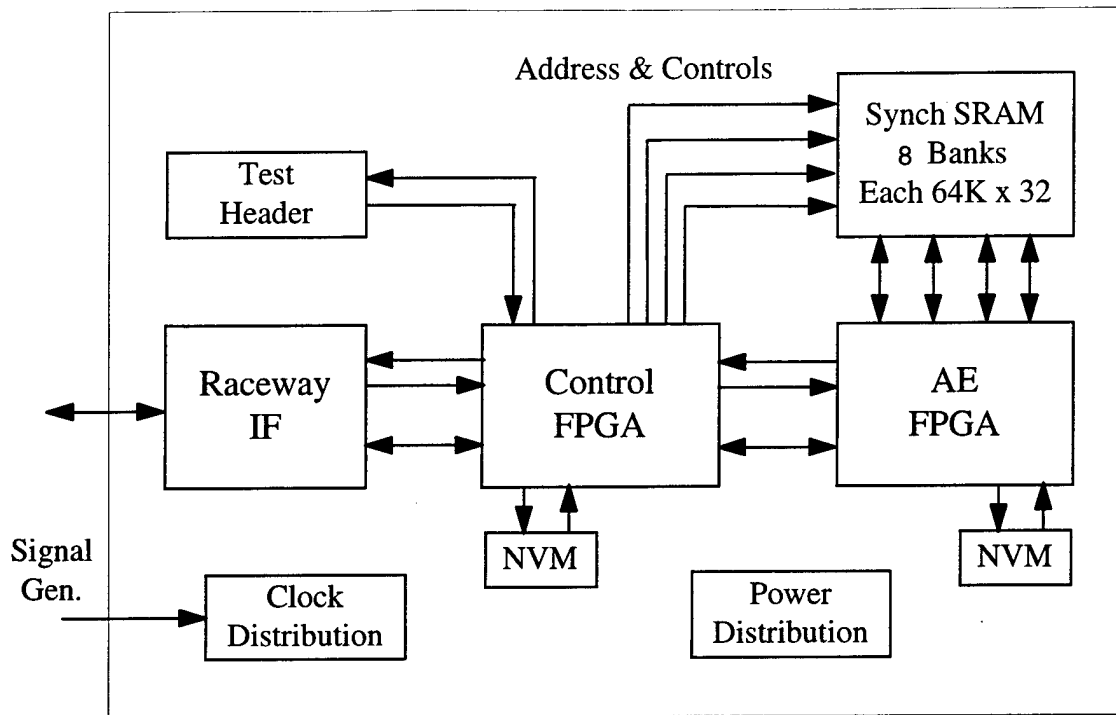 Address & Controls
Synch SRAM
8 Banks
Each 64K x 32
Test
Header
Raceway
IF
Control
FPGA
AE
FPGA
NVM
NVM
Signal
Gen.
Clock
Distribution
Power
Distribution